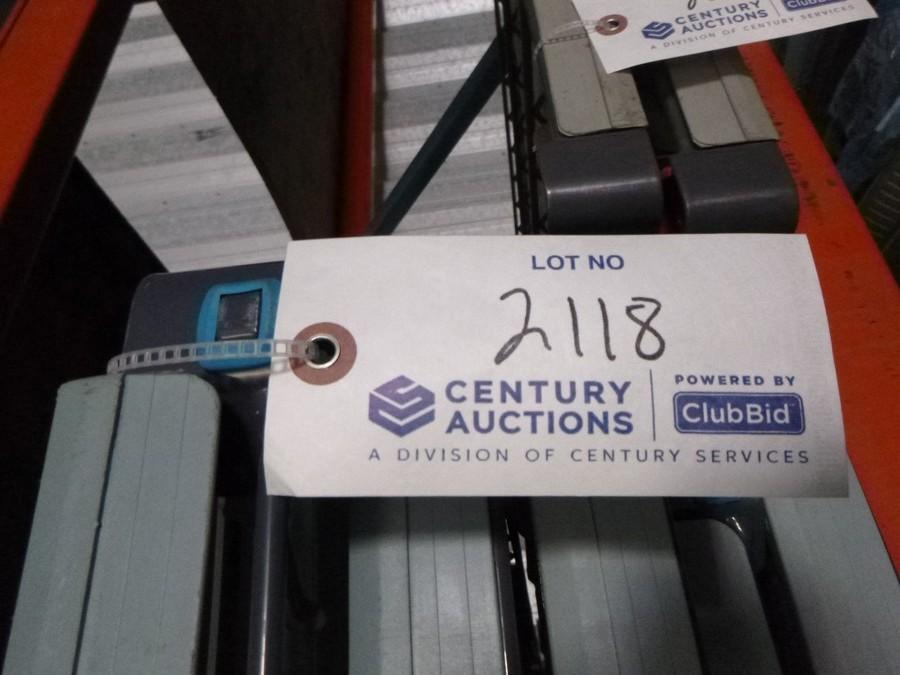 CENTURY
AUCTIONS
A DIVISION OF CENTURY SERVICES
LOT NO
2118
CENTURY
AUCTIONS
POWERED BY
ClubBid
A DIVISION OF CENTURY SERVICES